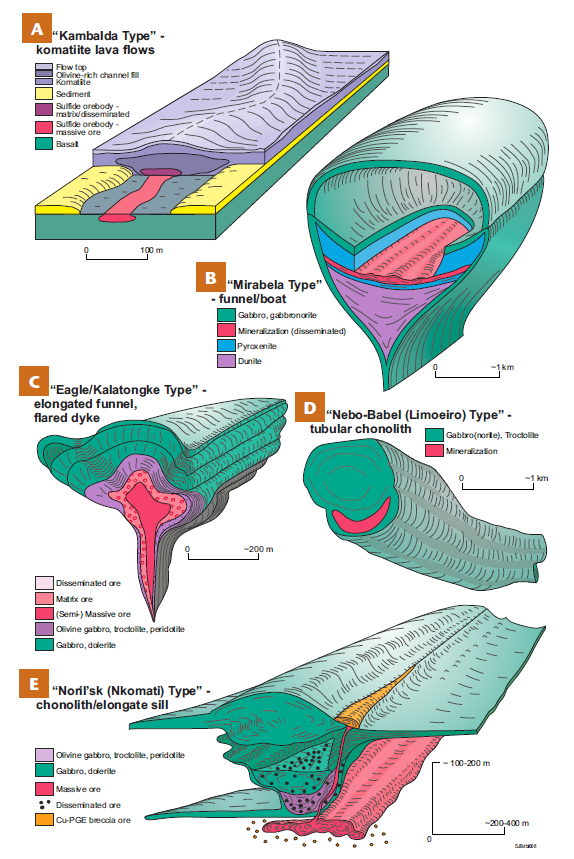 A
“Kambalda Type” -
komatiite lava flows
Flow top
Olivine-rich channel fill
Komatiite
Sediment
Sulfide orebody -
matrix/disseminated
Sulfide orebody -
massive ore
Basalt
0 100 m
B
“Mirabela Type”
- funnel/boat
Gabbro, gabbronorite
Mineralization (disseminated)
Pyroxenite
Dunite
0 ~1 km
C
“Eagle/Kalatongke Type” -
elongated funnel,
flared dyke
0 ~200 m
Disseminated ore
Matrix ore
(Semi-) Massive ore
Olivine gabbro, troctolite, peridotite
Gabbro, dolerite
D
“Nebo-Babel (Limoeiro) Type” -
tubular chonolith
Gabbro(norite), Troctolite
Mineralization
0 ~1 km
E
“Noril’sk (Nkomati) Type” -
chonolith/elongate sill
Olivine gabbro, troctolite, peridotite
Gabbro, dolerite
Massive ore
Disseminated ore
Cu-PGE breccia ore
~ 100-200 m
~200-400 m
0